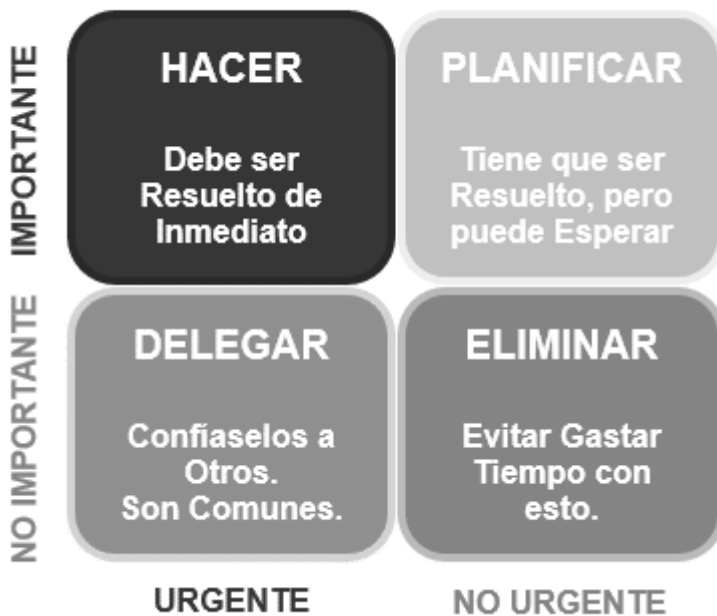 IMPORTANTE
HACER
Debe ser
Resuelto de
Inmediato
PLANIFICAR
Tiene que ser
Resuelto, pero
puede Esperar
NO IMPORTANTE
DELEGAR
Confíaselos a
Otros.
Son Comunes.
ELIMINAR
Evitar Gastar
Tiempo con
esto.
URGENTE
NO URGENTE